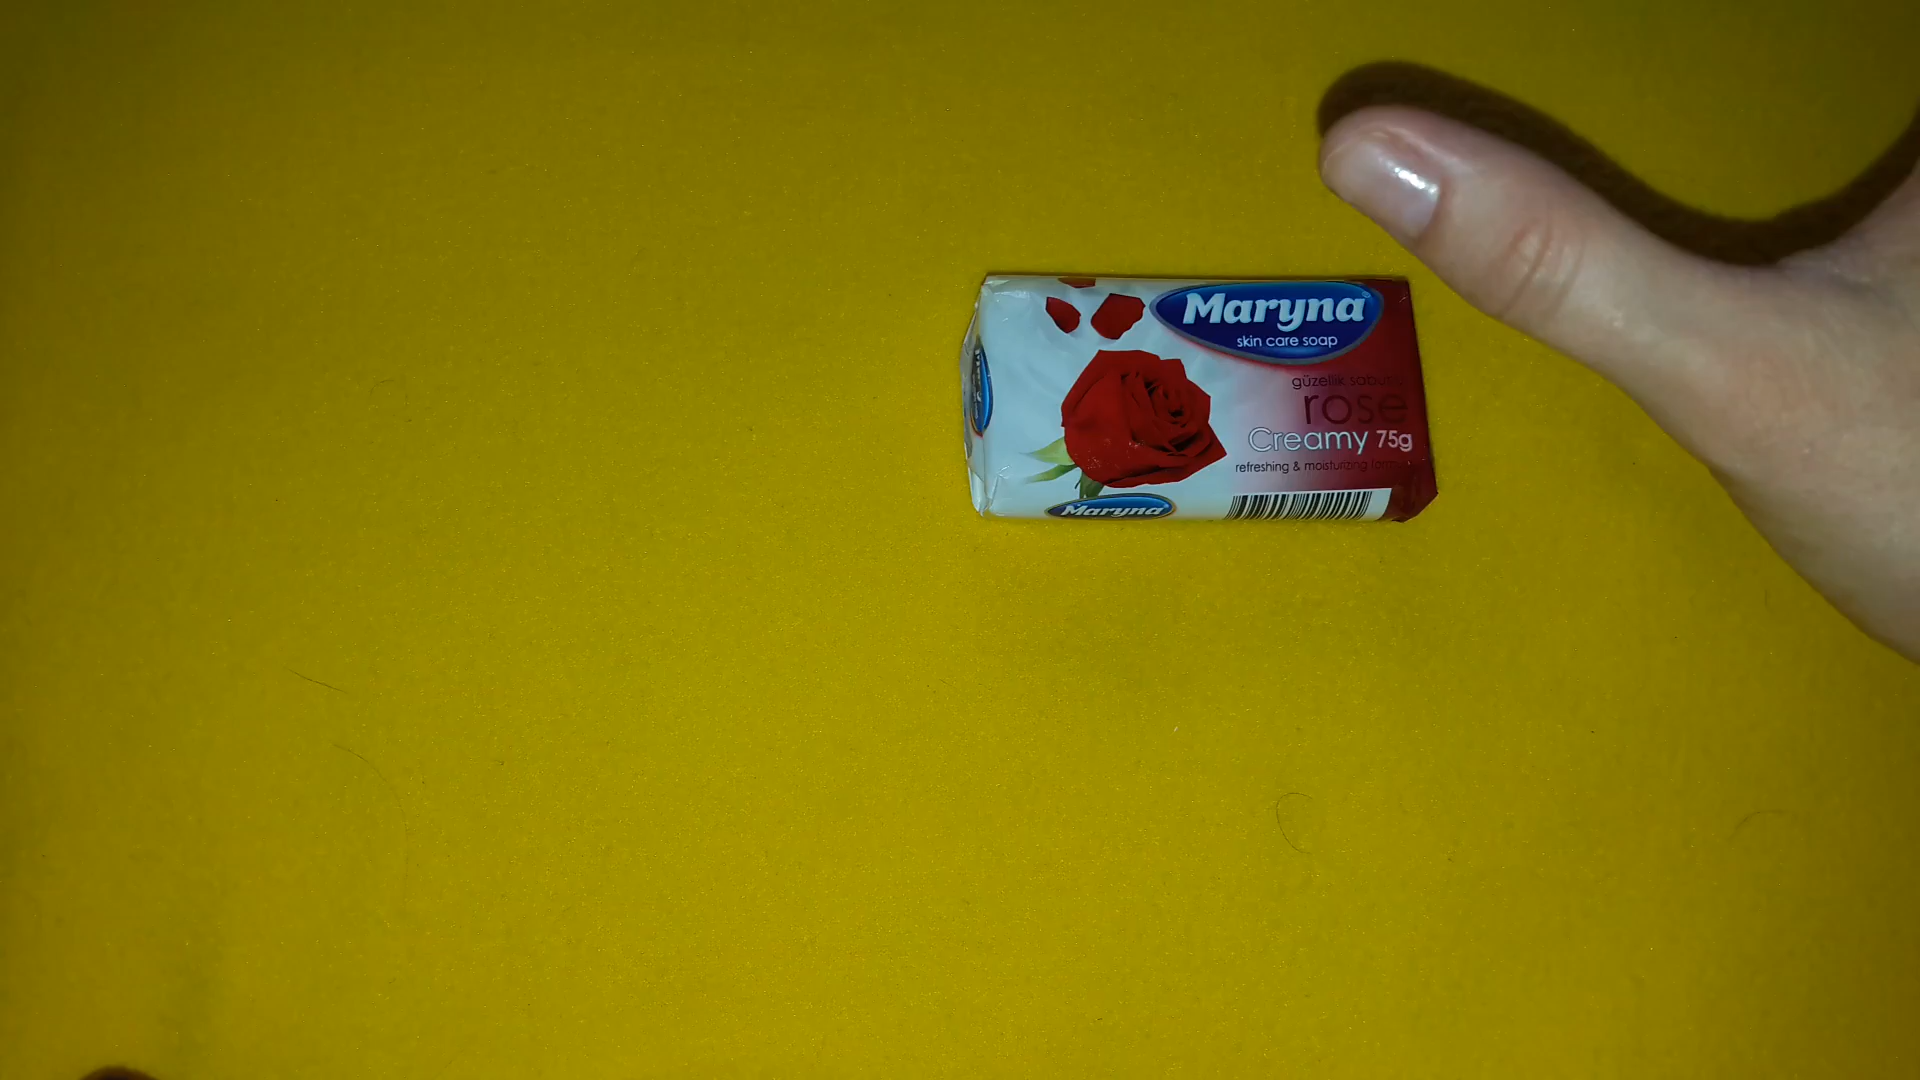 Maryna
skin care soap
güzellik sabunu
rose
Creamy 75g
refreshing & moisturizing
Maryna